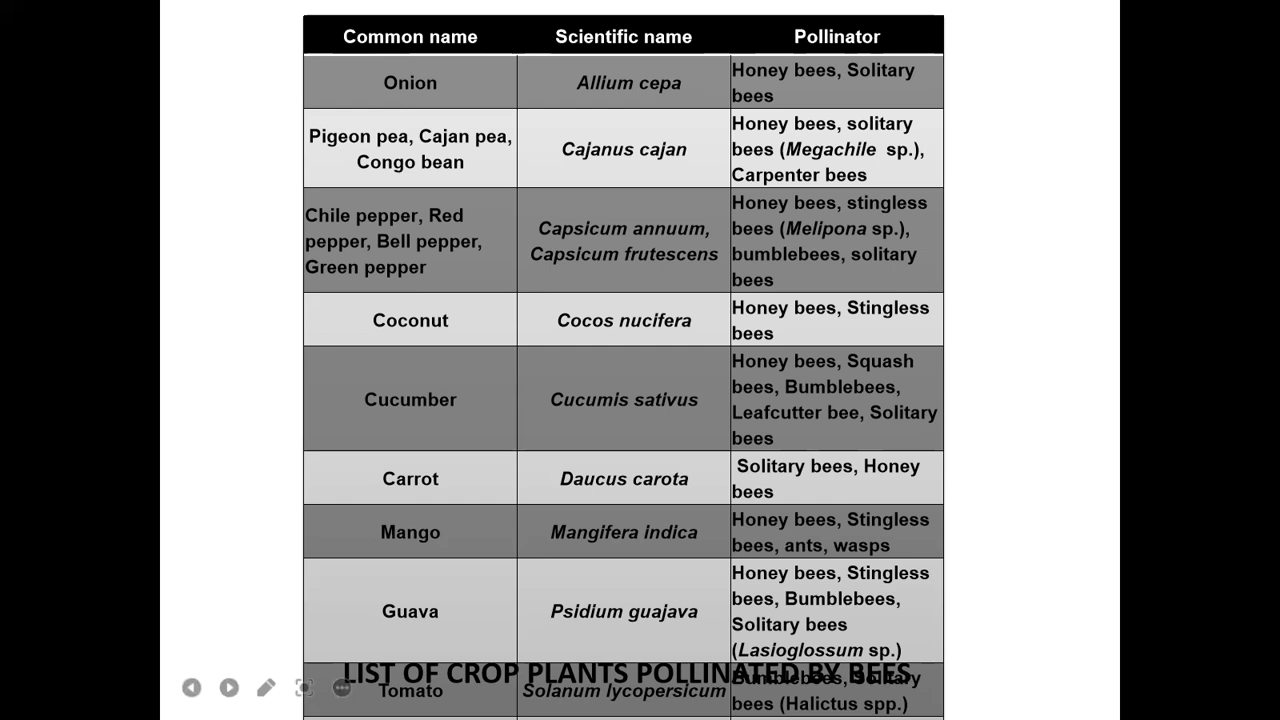 Common name Scientific name Pollinator
Onion Allium cepa Honey bees, Solitary
bees
Pigeon pea, Cajan pea,
Congo bean
Cajanus cajan
Honey bees, solitary
bees (Megachile sp.),
Carpenter bees
Chile pepper, Red
pepper, Bell pepper,
Green pepper
Capsicum annuum,
Capsicum frutescens
Honey bees, stingless
bees (Melipona sp.),
bumblebees, solitary
bees
Coconut Cocos nucifera Honey bees, Stingless
bees
Cucumber Cucumis sativus
Honey bees, Squash
bees, Bumblebees,
Leafcutter bee, Solitary
bees
Carrot Daucus carota Solitary bees, Honey
bees
Mango Mangifera indica Honey bees, Stingless
bees, ants, wasps
Guava Psidium guajava
Honey bees, Stingless
bees, Bumblebees,
Solitary bees
(Lasioglossum sp.)
LIST OF CROP PLANTS POLLINATED BY BEES
Tomato Solanum lycopersicum Bumblebees, Solitary
bees (Halictus spp.)